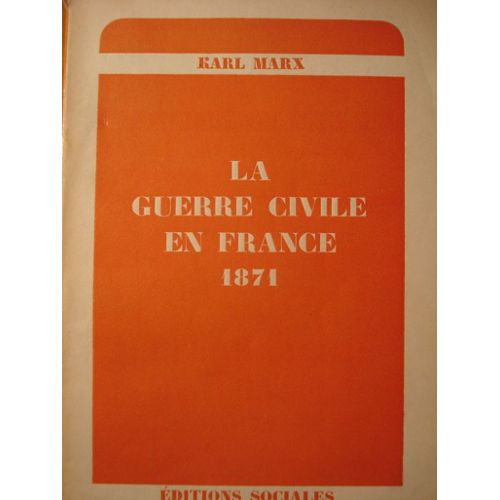 KARL MARX
LA
GUERRE CIVILE
EN FRANCE
1871
ÉDITIONS SOCIALES